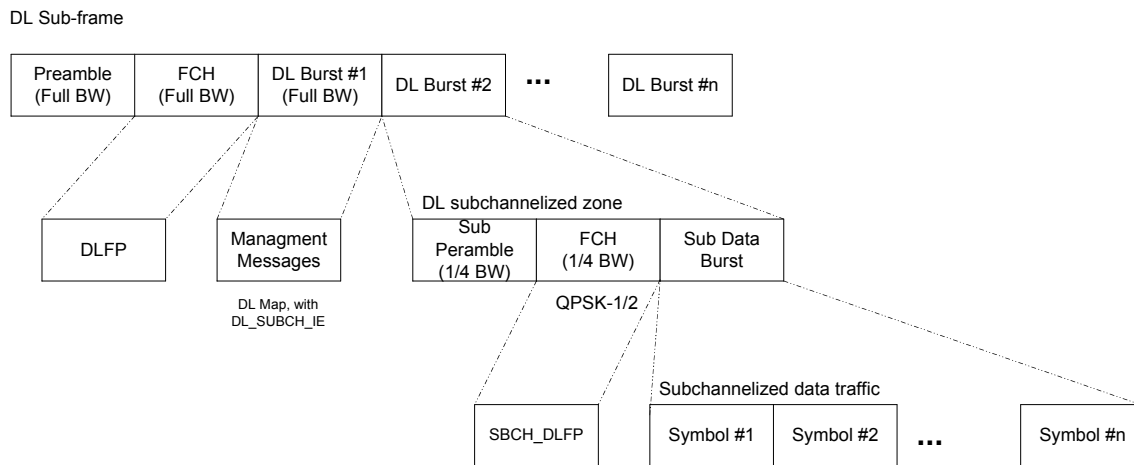 DL Sub-frame
Preamble
(Full BW)
FCH
(Full BW)
DL Burst #1
(Full BW)
DL Burst #2
...
DL Burst #n
DL subchannelized zone
DLFP
Managment
Messages
Sub
Peramble
(1/4 BW)
FCH
(1/4 BW)
Sub Data
Burst
DL Map, with
DL_SUBCH_IE
QPSK-1/2
Subchannelized data traffic
SBCH_DLFP
Symbol #1
Symbol #2
...
Symbol #n